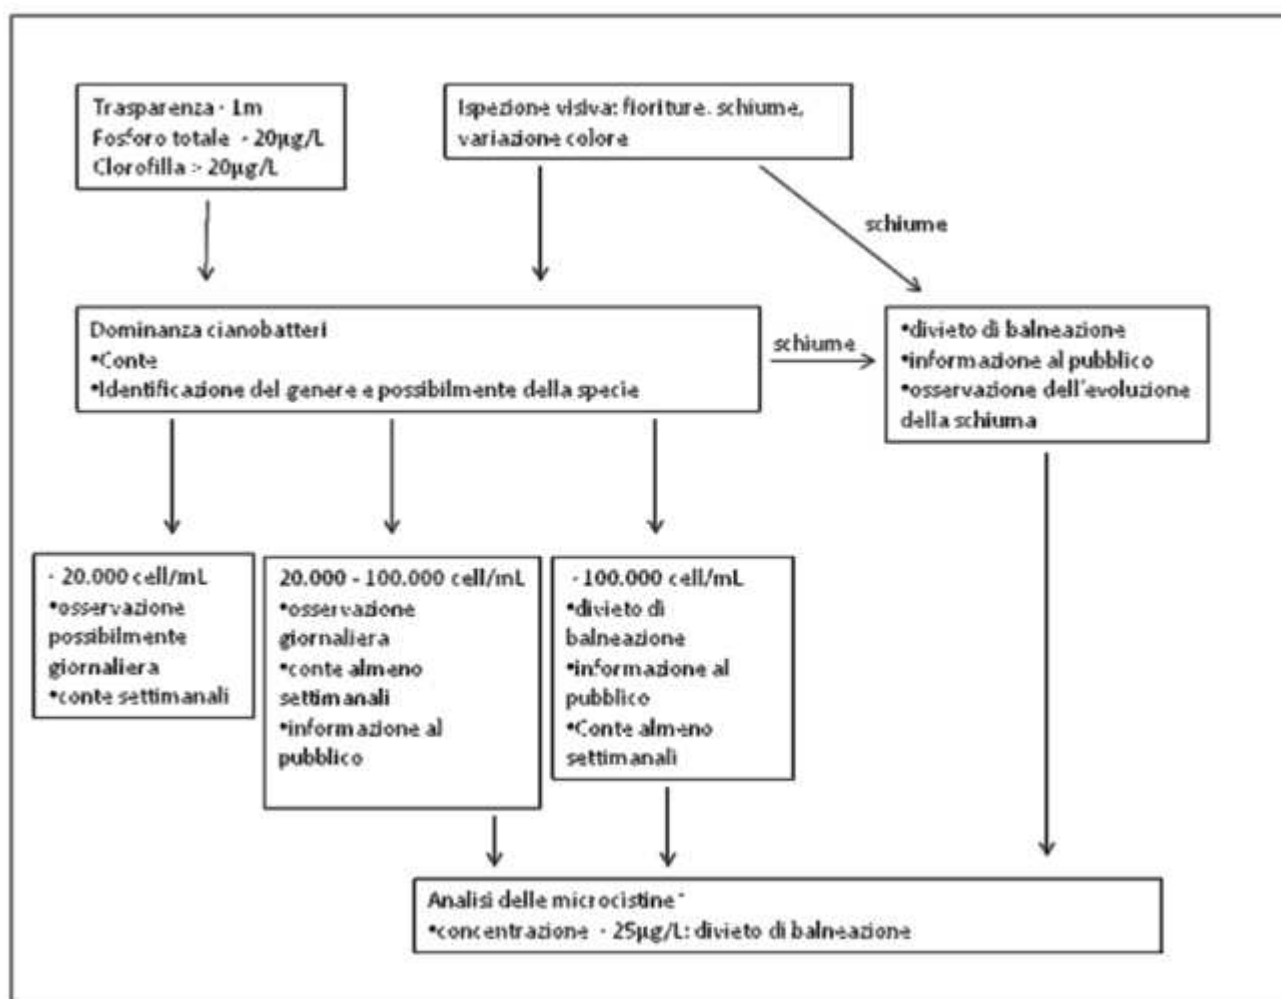 Trasparenza - 1m
Fosforo totale - 20µg/L
Clorofilla > 20µg/L
Ispezione visiva: fioriture. schiume,
variazione colore
schiume
Dominanza cianobatteri
•Conte
•Identificazione del genere e possibilmente della specie
schiume
•divieto di balneazione
•informazione al pubblico
•osservazione dell'evoluzione
della schiuma
- 20.000 cell/mL
•osservazione
possibilmente
giornaliera
•conte settimanali
20.000 - 100.000 cell/mL
•osservazione
giornaliera
•conte almeno
settimanali
•informazione al
pubblico
- 100.000 cell/mL
•divieto di
balneazione
•informazione al
pubblico
•Conte almeno
settimanali
Analisi delle microcistine*
•concentrazione - 25µg/L: divieto di balneazione